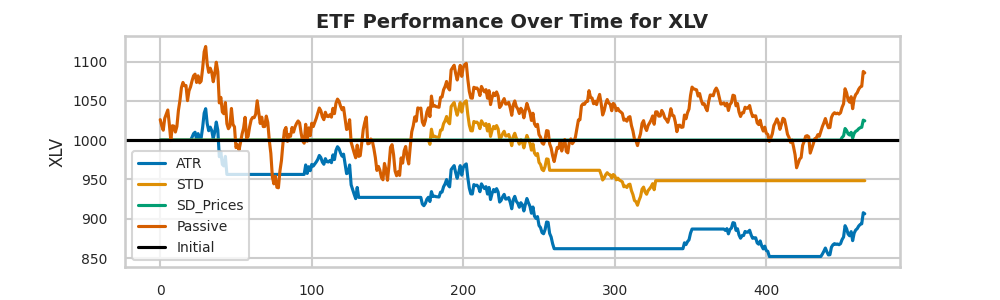 ETF Performance Over Time for XLV
XLV
1100
1050
1000
950
900
850
ATR
STD
SD_Prices
Passive
Initial
0 100 200 300 400